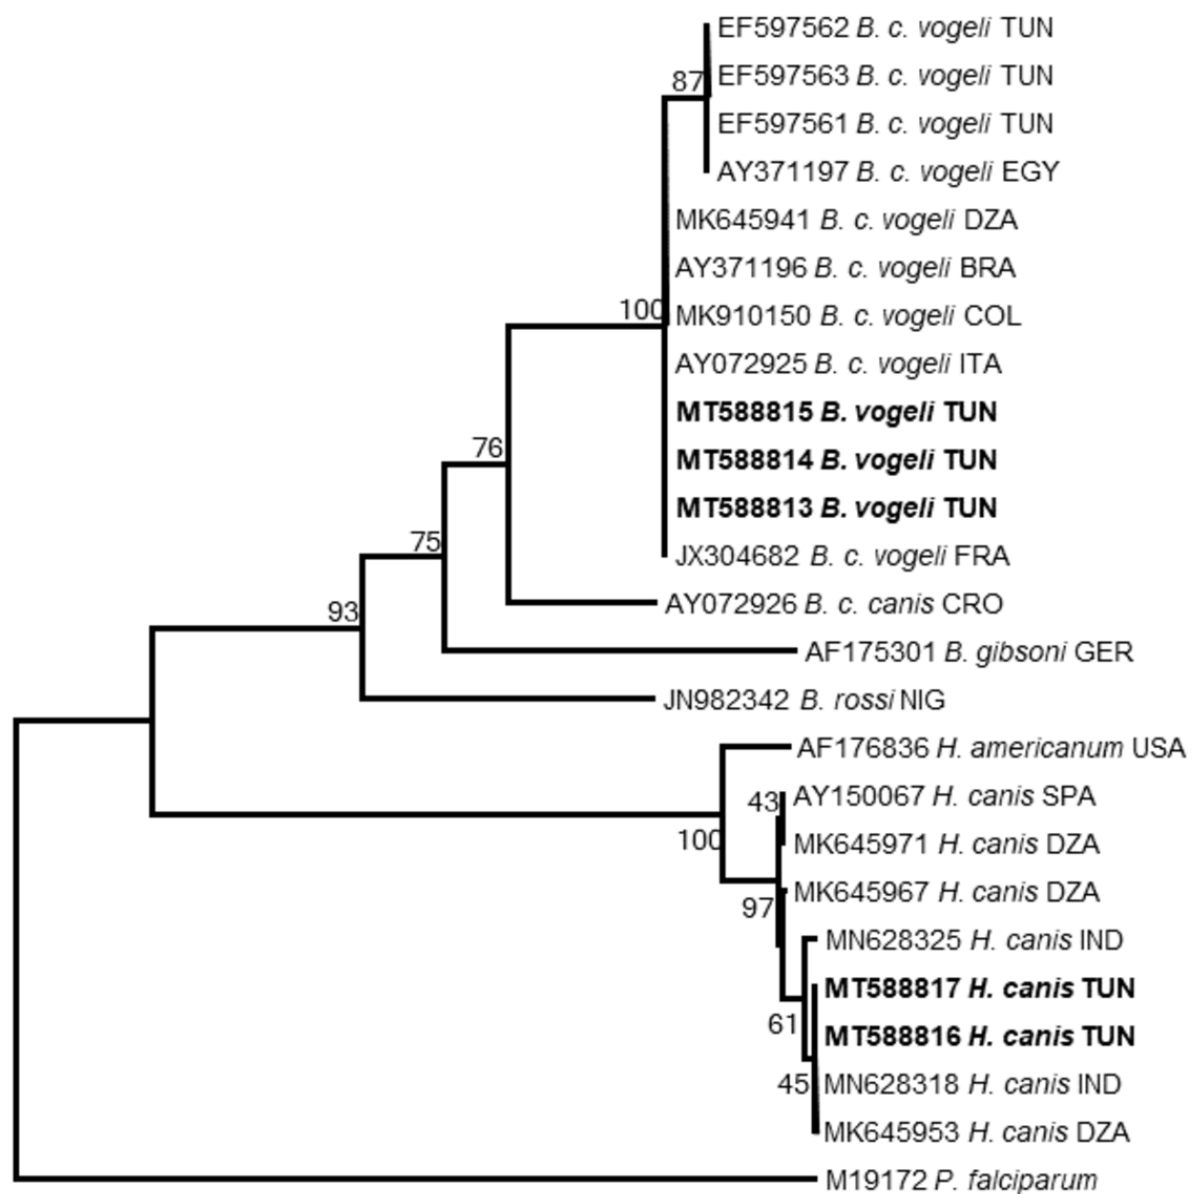 EF597562 B. c. vogeli TUN
87
EF597563 B. c. vogeli TUN
EF597561 B. c. vogeli TUN
AY371197 B. c. vogeli EGY
MK645941 B. c. vogeli DZA
AY371196 B. c. vogeli BRA
100
MK910150 B. c. vogeli COL
AY072925 B. c. vogeli ITA
MT588815 B. vogeli TUN
76
MT588814 B. vogeli TUN
MT588813 B. vogeli TUN
75
JX304682 B. c. vogeli FRA
93
AY072926 B. c. canis CRO
AF175301 B. gibsoni GER
JN982342 B. rossi NIG
AF176836 H. americanum USA
43
AY150067 H. canis SPA
100
MK645971 H. canis DZA
MK645967 H. canis DZA
97
MN628325 H. canis IND
MT588817 H. canis TUN
61
MT588816 H. canis TUN
45
MN628318 H. canis IND
MK645953 H. canis DZA
M19172 P. falciparum